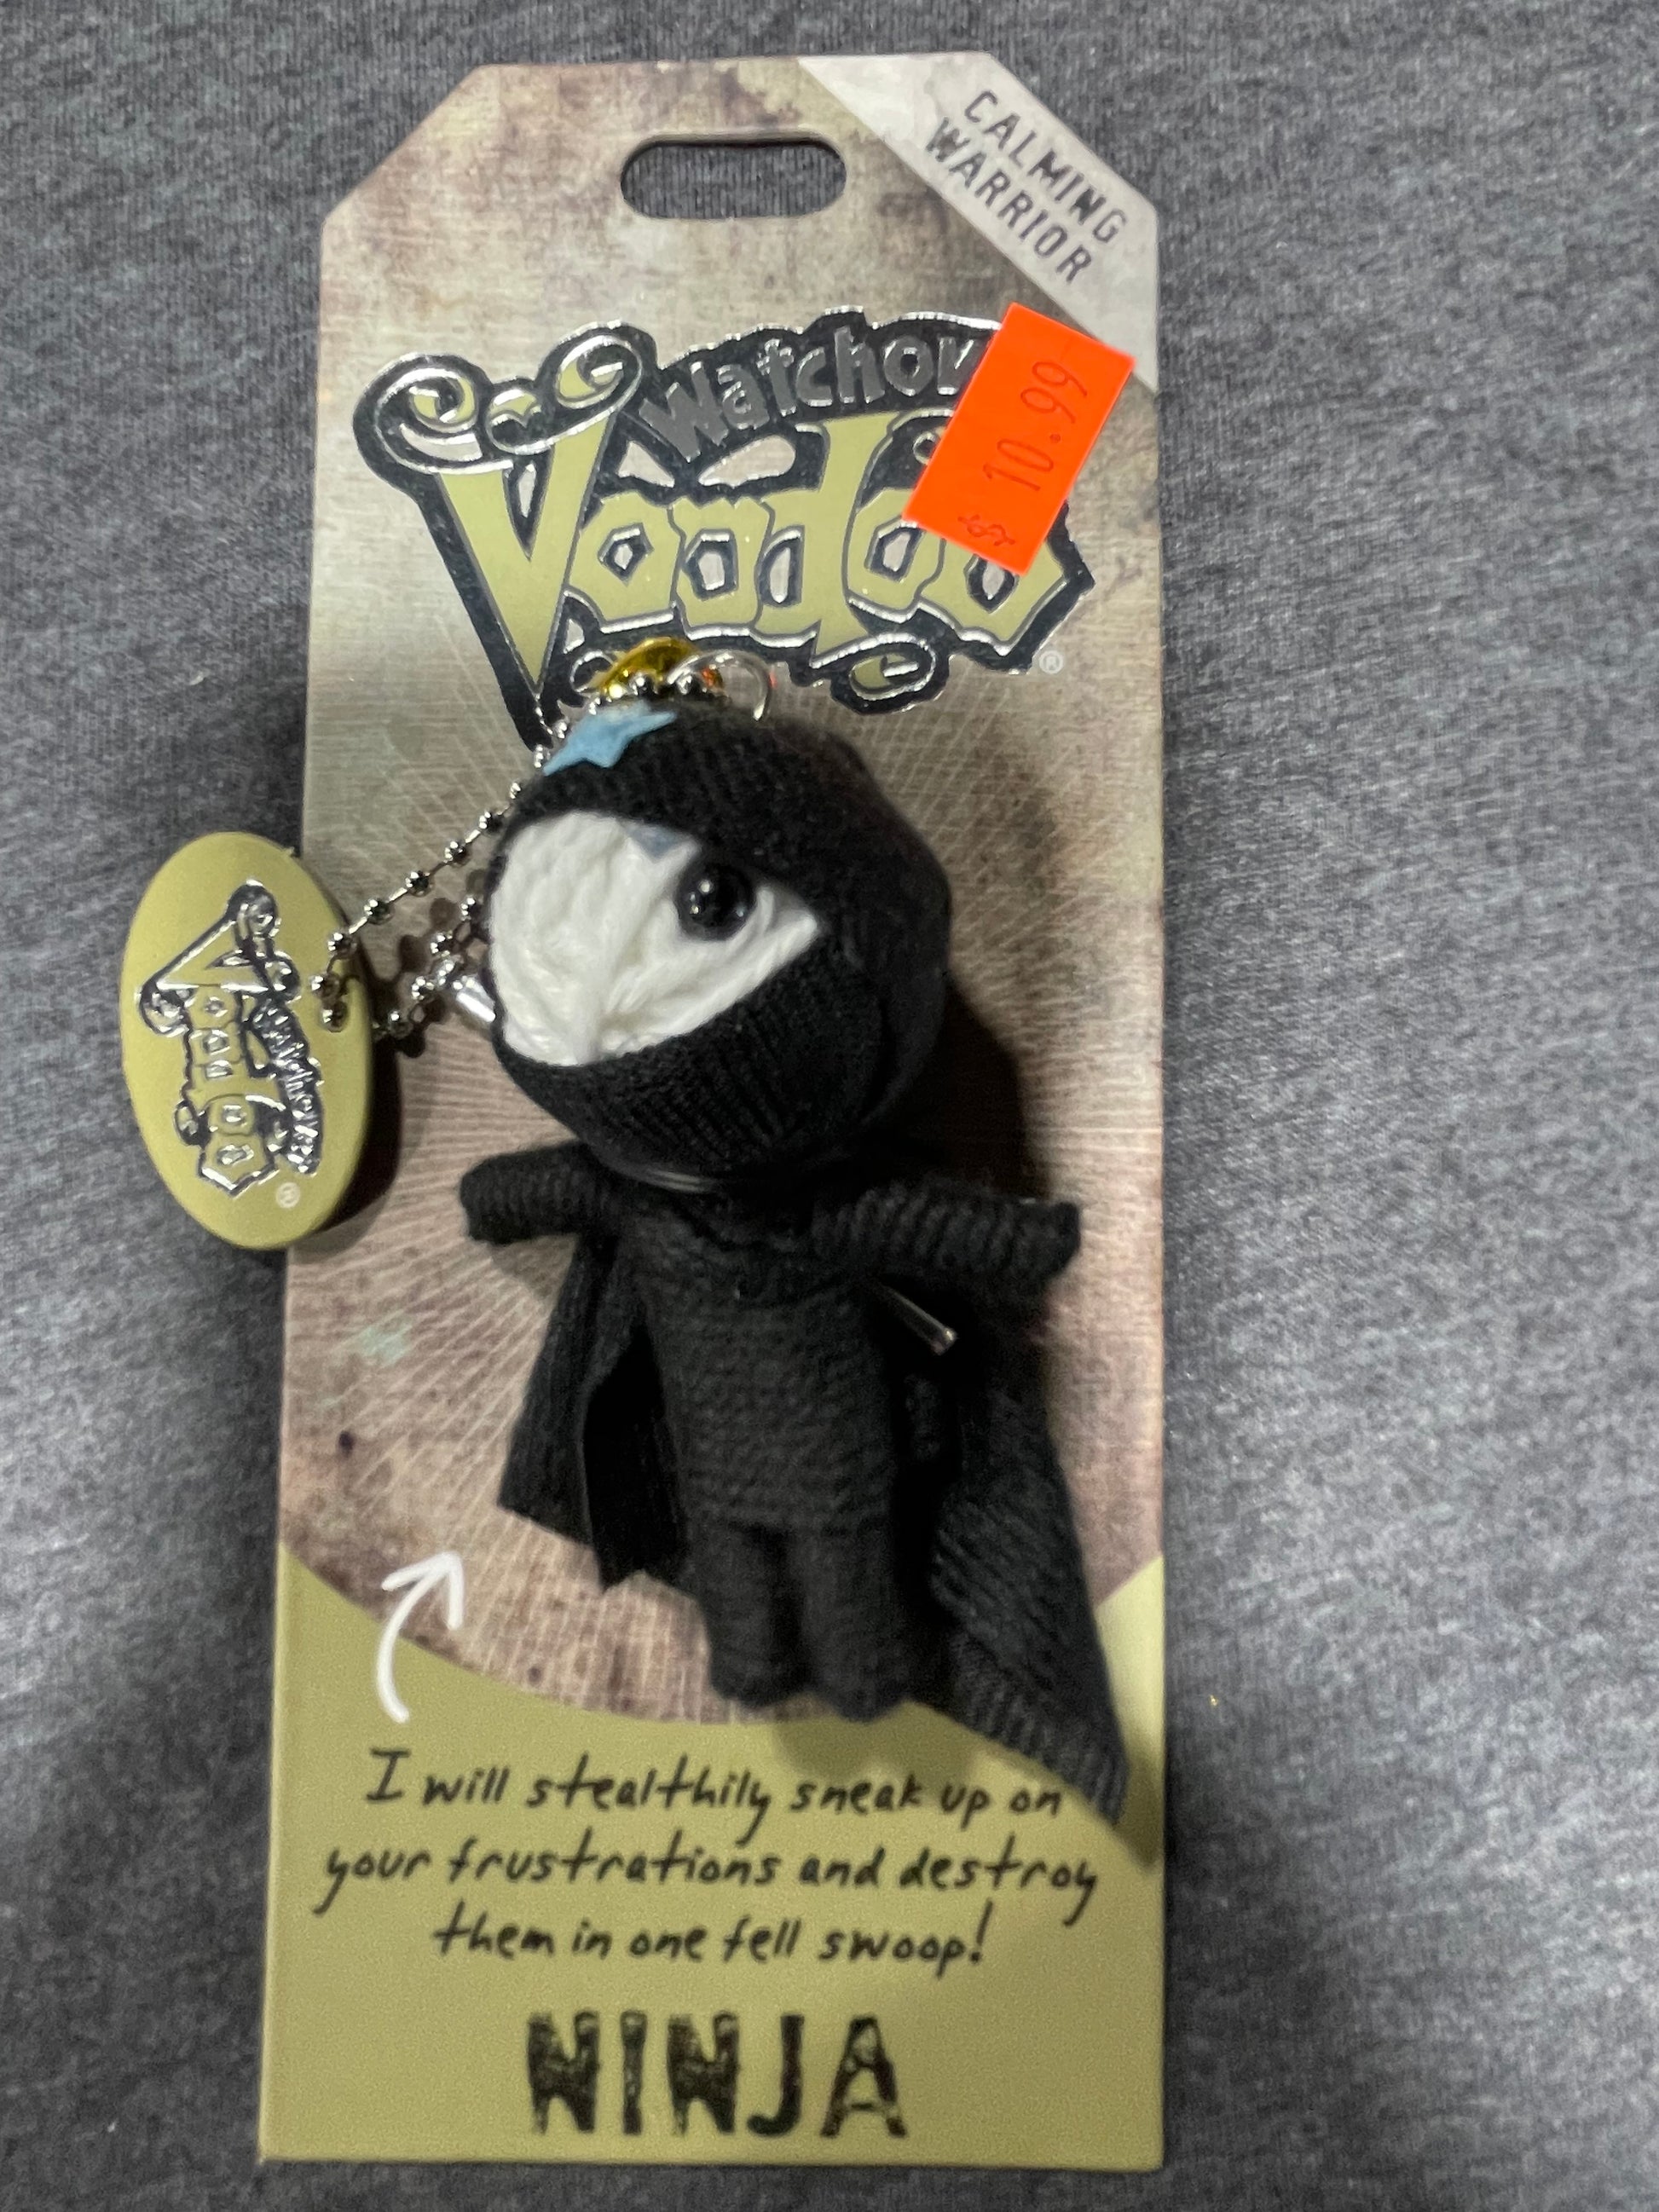 CALMING
WARRIOR
Voodoo
®
$ 10.99
Watchover
Voodoo
®
I will stealthily sneak up on
your frustrations and destroy
them in one fell swoop!
NINJA